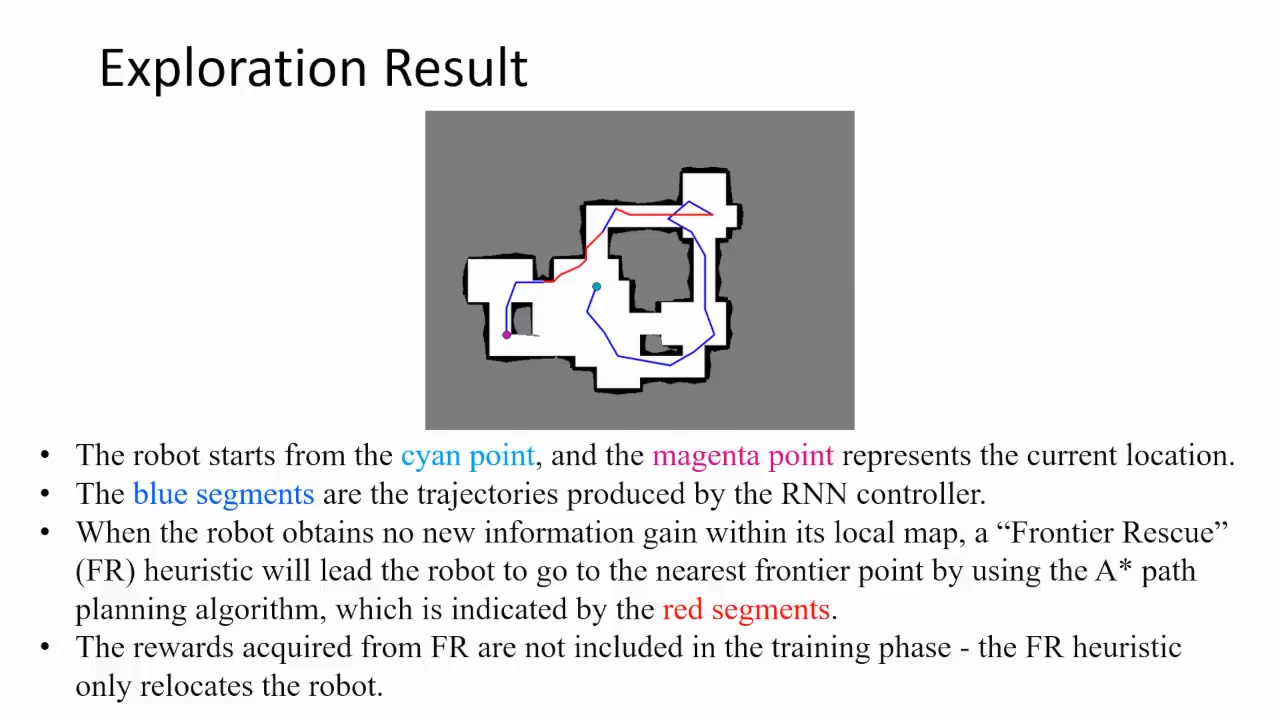 Exploration Result
• The robot starts from the cyan point, and the magenta point represents the current location.
• The blue segments are the trajectories produced by the RNN controller.
• When the robot obtains no new information gain within its local map, a “Frontier Rescue”
(FR) heuristic will lead the robot to go to the nearest frontier point by using the A* path
planning algorithm, which is indicated by the red segments.
• The rewards acquired from FR are not included in the training phase - the FR heuristic
only relocates the robot.